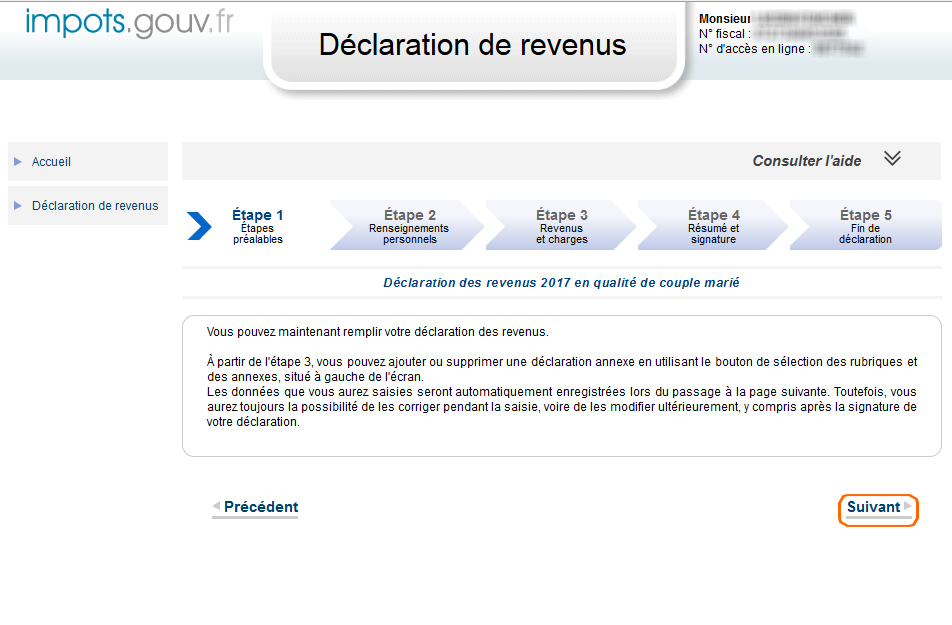 impots.gouv.fr
Déclaration de revenus
Monsieur
N° fiscal :
N° d'accès en ligne :
Accueil
Déclaration de revenus
Consulter l'aide
Étape 1
Étapes
préalables
Étape 2
Renseignements
personnels
Étape 3
Revenus
et charges
Étape 4
Résumé et
signature
Étape 5
Fin de
déclaration
Déclaration des revenus 2017 en qualité de couple marié
Vous pouvez maintenant remplir votre déclaration des revenus.
À partir de l'étape 3, vous pouvez ajouter ou supprimer une déclaration annexe en utilisant le bouton de sélection des rubriques et
des annexes, situé à gauche de l'écran.
Les données que vous aurez saisies seront automatiquement enregistrées lors du passage à la page suivante. Toutefois, vous
aurez toujours la possibilité de les corriger pendant la saisie, voire de les modifier ultérieurement, y compris après la signature de
votre déclaration.
Précédent
Suivant